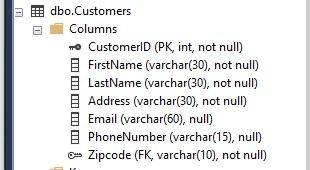 dbo.Customers
Columns
CustomerID (PK, int, not null)
FirstName (varchar(30), not null)
LastName (varchar(30), not null)
Address (varchar(30), not null)
Email (varchar(60), null)
PhoneNumber (varchar(15), null)
Zipcode (FK, varchar(10), not null)